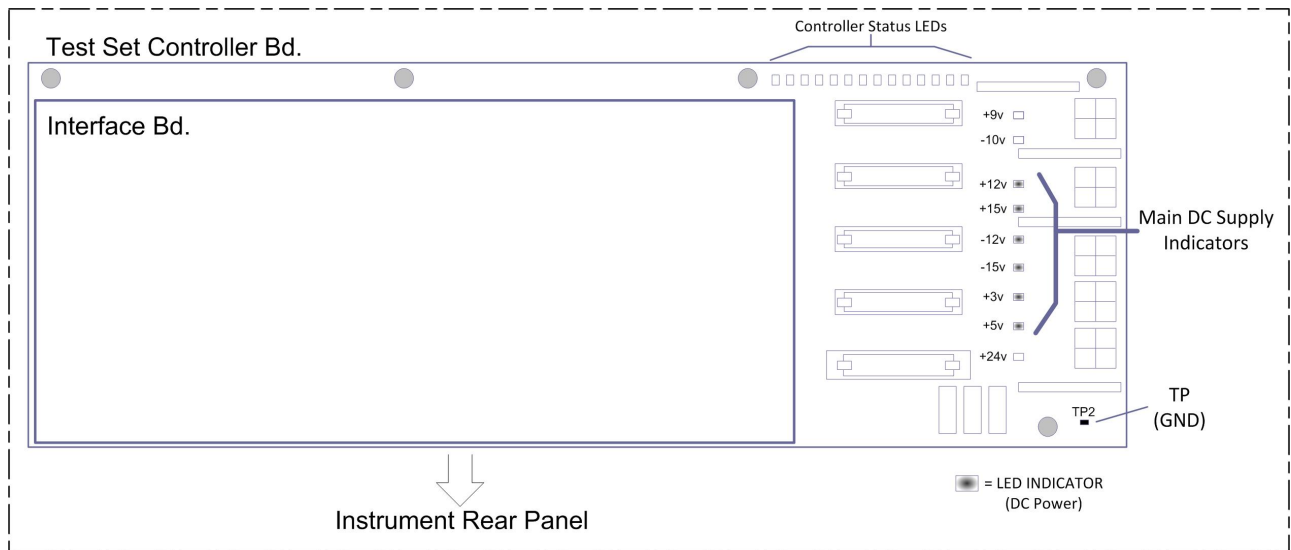 Controller Status LEDs
Test Set Controller Bd.
Interface Bd.
+9v
-10v
+12v
+15v
-12v
-15v
+3v
+5v
+24v
Main DC Supply
Indicators
TP2
TP
(GND)
= LED INDICATOR
(DC Power)
Instrument Rear Panel